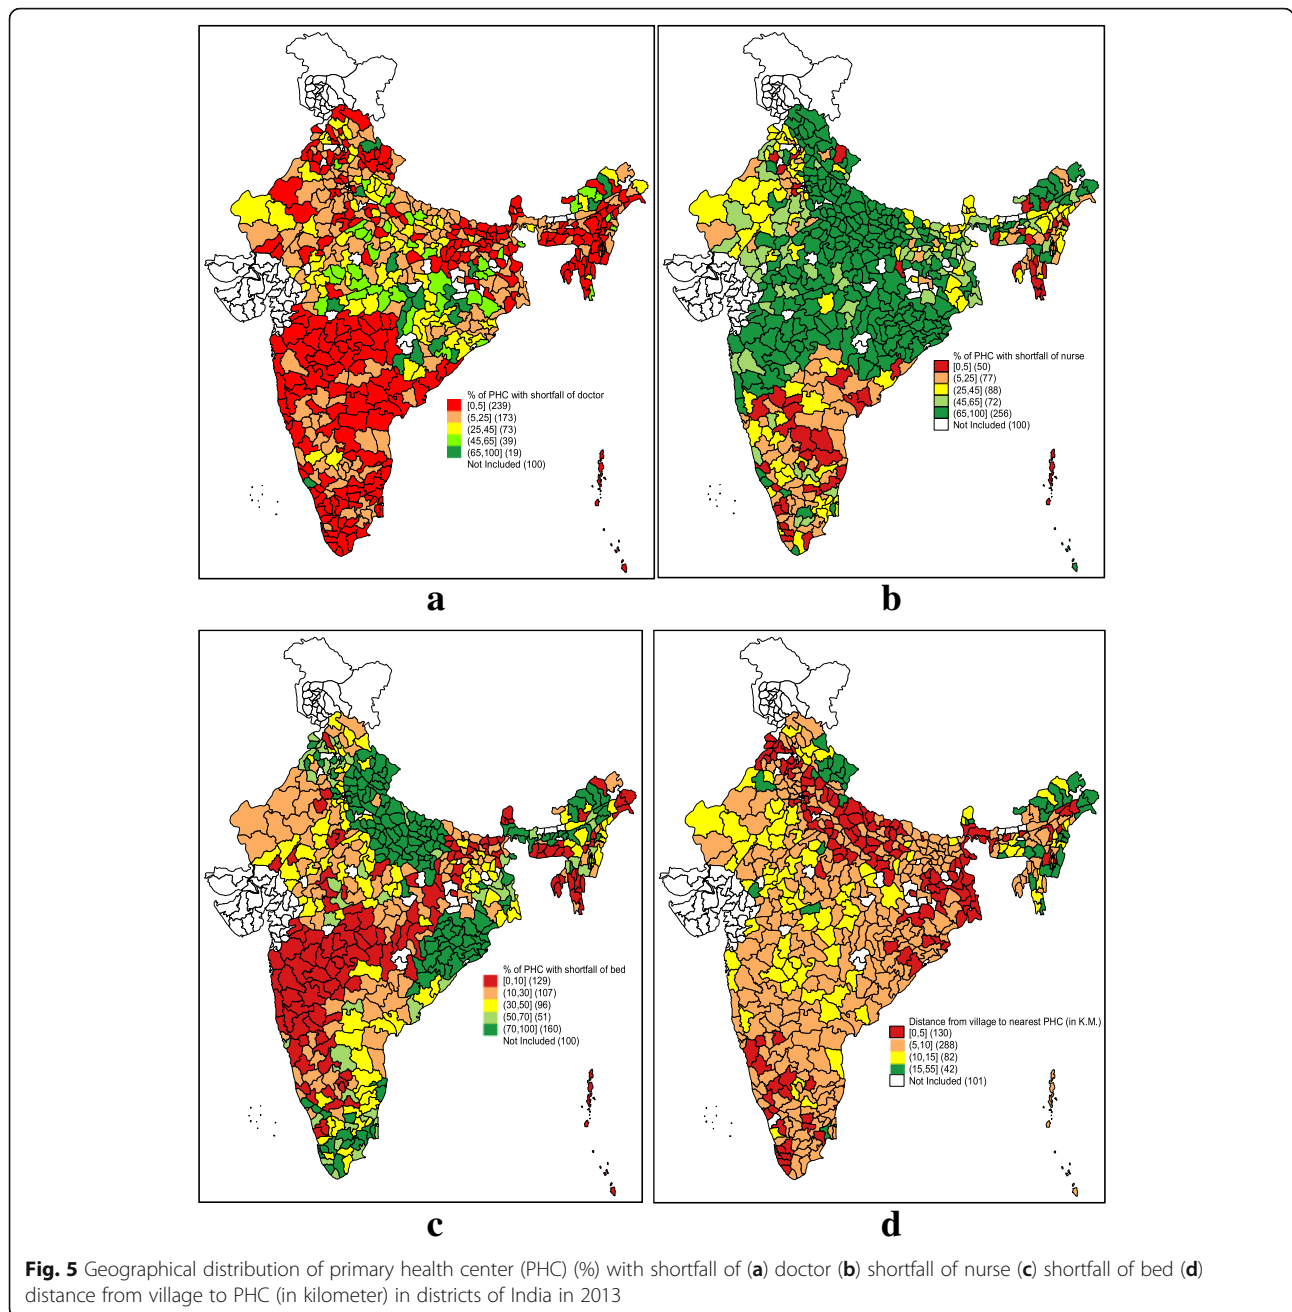 % of PHC with shortfall of doctor
[0,5] (239)
(5,25] (173)
(25,45] (73)
(45,65] (39)
(65,100] (19)
Not Included (100)
a
% of PHC with shortfall of nurse
[0,5] (50)
(5,25] (77)
(25,45] (88)
(45,65] (72)
(65,100] (256)
Not Included (100)
b
% of PHC with shortfall of bed
[0,10] (129)
(10,30] (107)
(30,50] (96)
(50,70] (51)
(70,100] (160)
Not Included (100)
c
Distance from village to nearest PHC (in K.M.)
[0,5] (130)
(5,10] (288)
(10,15] (82)
(15,55] (42)
Not Included (101)
d
Fig. 5 Geographical distribution of primary health center (PHC) (%) with shortfall of (a) doctor (b) shortfall of nurse (c) shortfall of bed (d)
distance from village to PHC (in kilometer) in districts of India in 2013